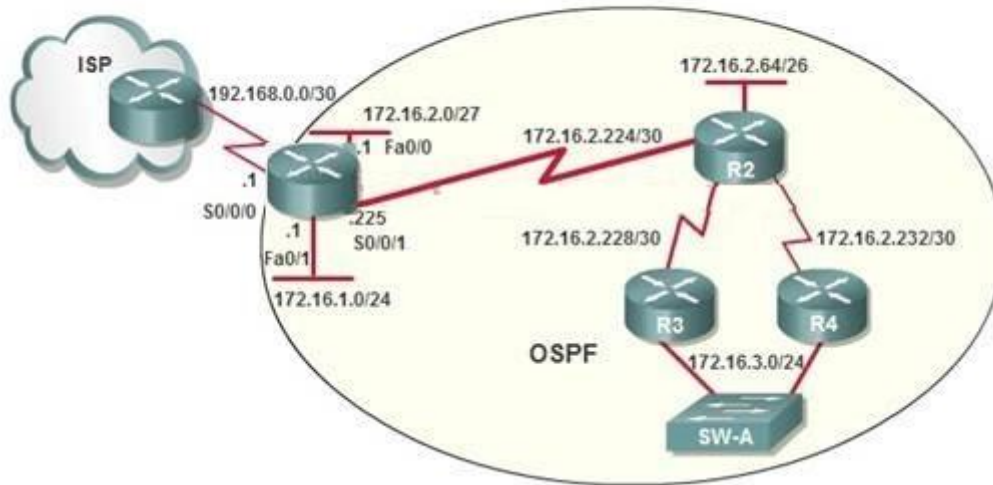 ISP
192.168.0.0/30
172.16.2.0/27
.1 Fa0/0
.1
S0/0/0
.225
S0/0/1
.1
Fa0/1
172.16.1.0/24
172.16.2.224/30
172.16.2.64/26
R2
172.16.2.228/30
172.16.2.232/30
R3
R4
OSPF
172.16.3.0/24
SW-A